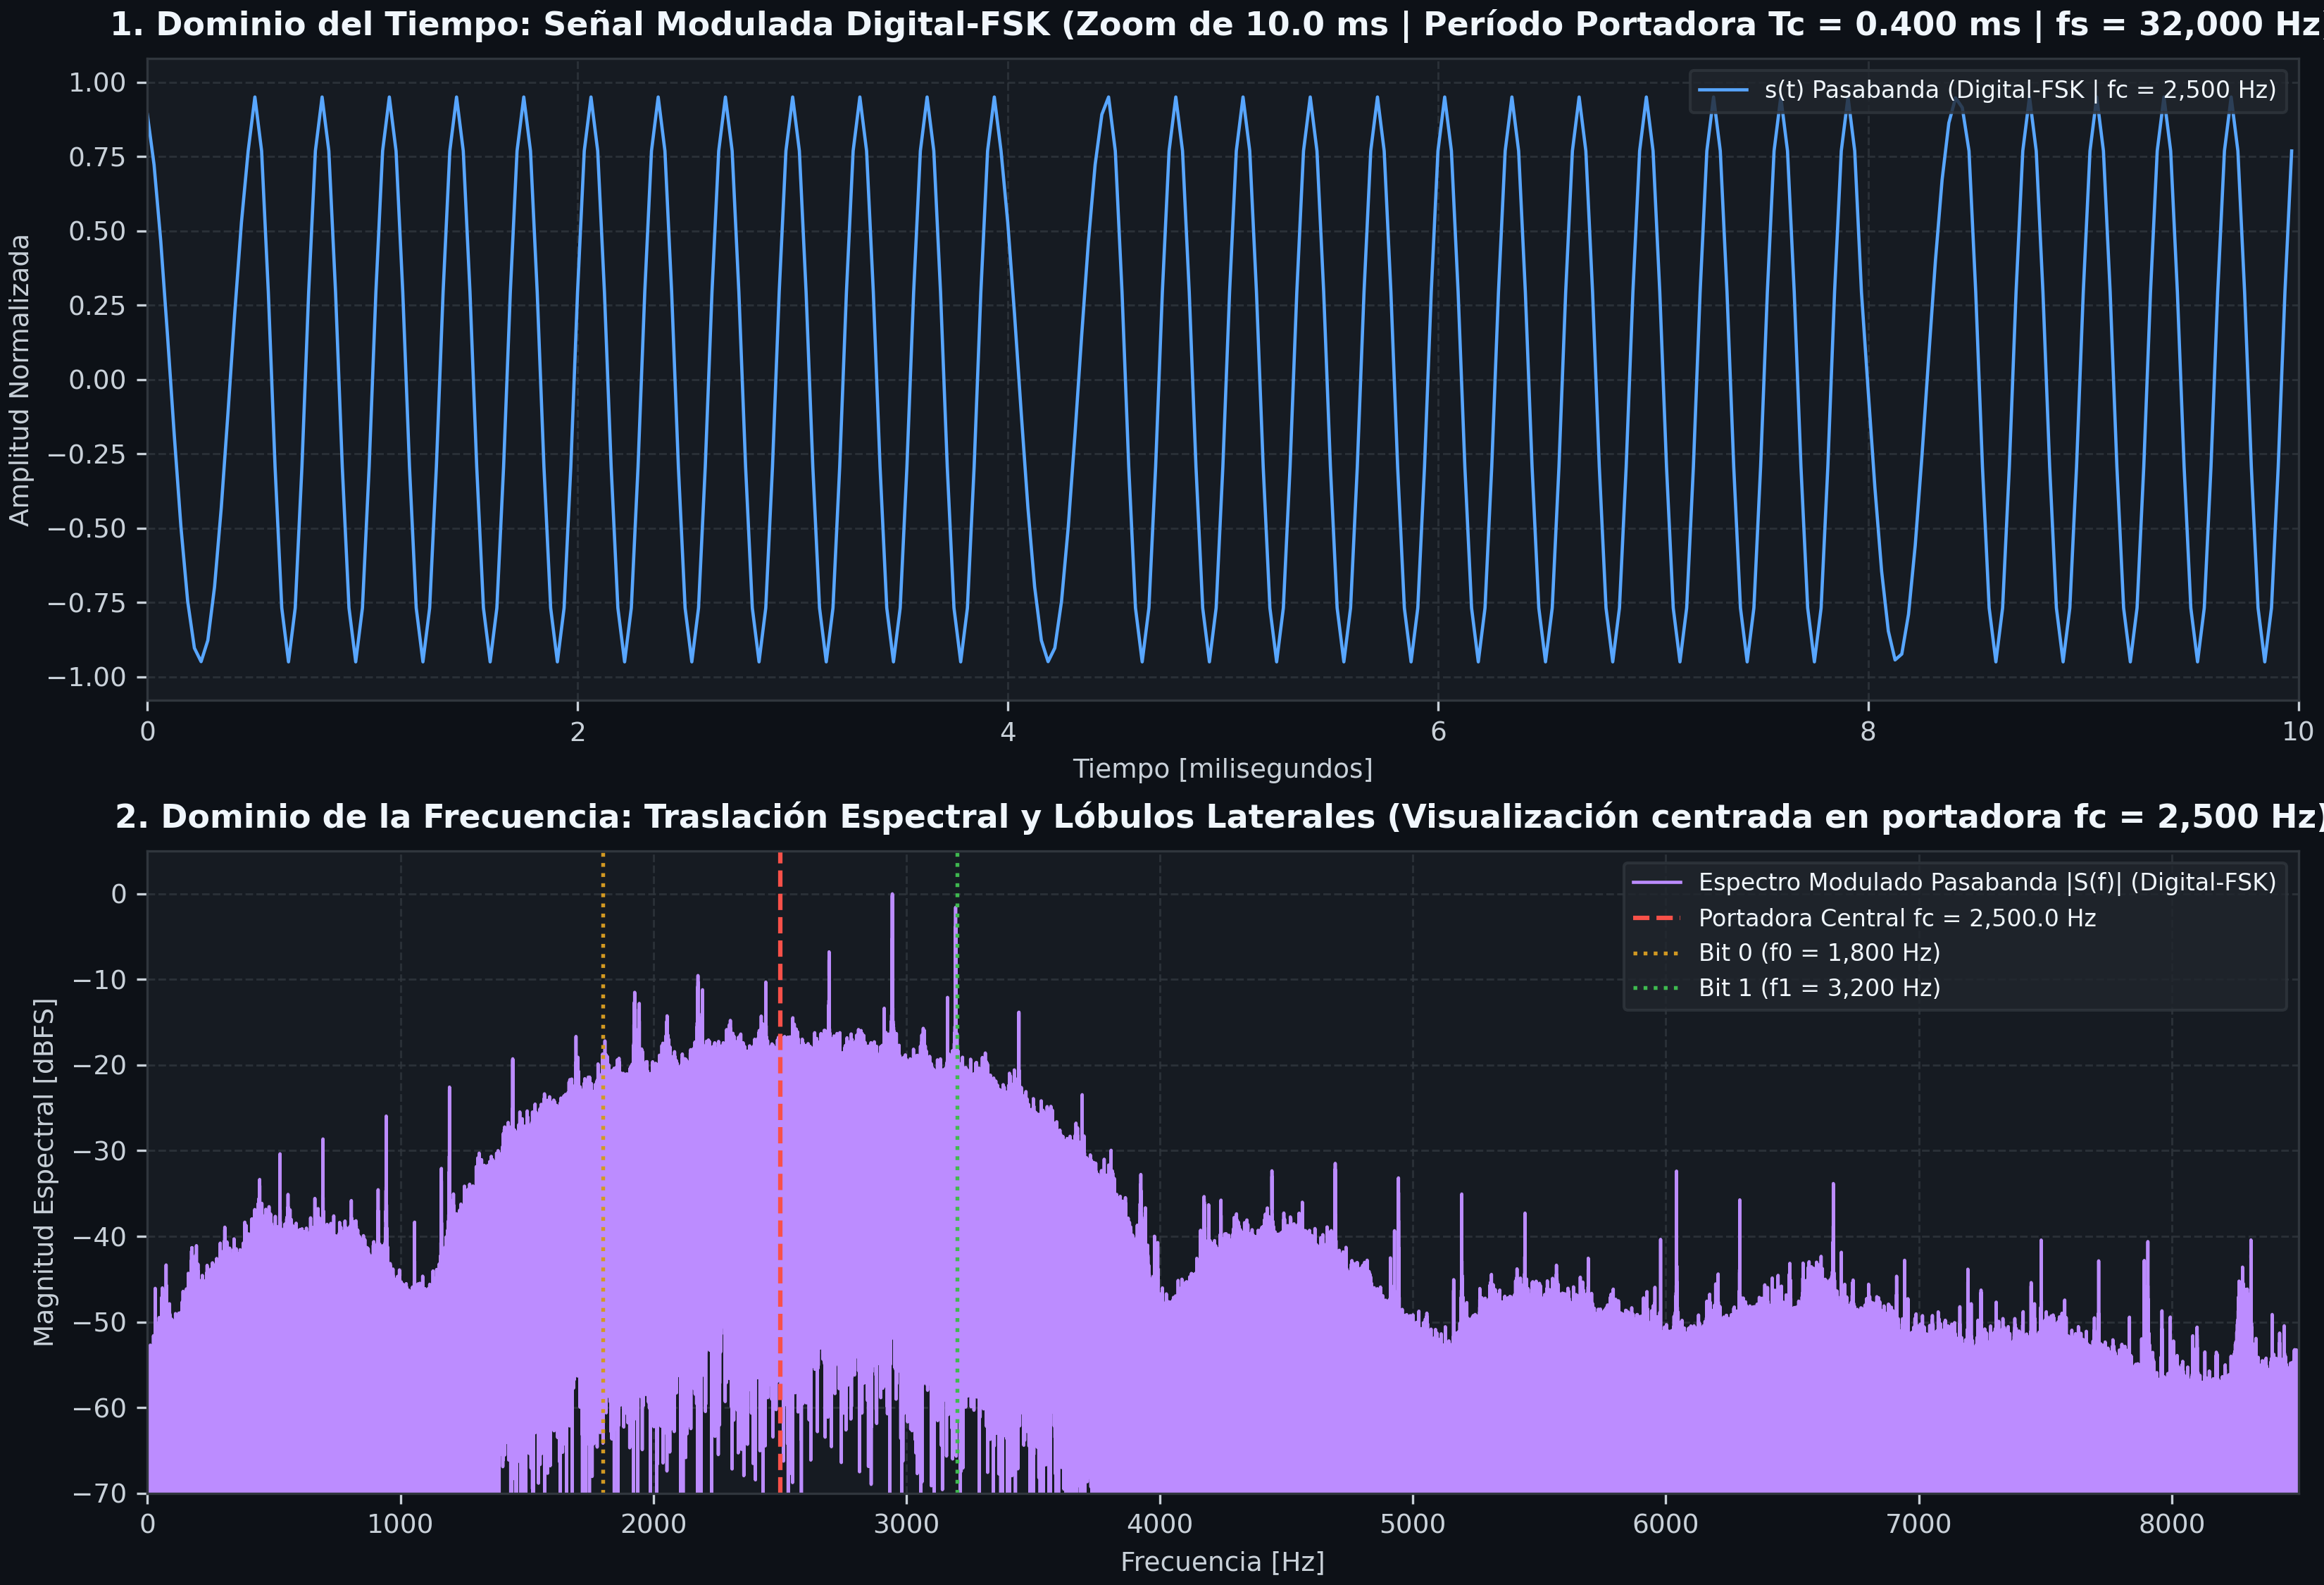 1. Dominio del Tiempo: Señal Modulada Digital-FSK (Zoom de 10.0 ms | Período Portadora Tc = 0.400 ms | fs = 32,000 Hz
s(t) Pasabanda (Digital-FSK | fc = 2,500 Hz)
Amplitud Normalizada
1.00
0.75
0.50
0.25
0.00
−0.25
−0.50
−0.75
−1.00
0 2 4 6 8 10
Tiempo [milisegundos]
2. Dominio de la Frecuencia: Traslación Espectral y Lóbulos Laterales (Visualización centrada en portadora fc = 2,500 Hz)
Espectro Modulado Pasabanda |S(f)| (Digital-FSK)
Portadora Central fc = 2,500.0 Hz
Bit 0 (f0 = 1,800 Hz)
Bit 1 (f1 = 3,200 Hz)
Magnitud Espectral [dBFS]
0
−10
−20
−30
−40
−50
−60
−70
0 1000 2000 3000 4000 5000 6000 7000 8000
Frecuencia [Hz]